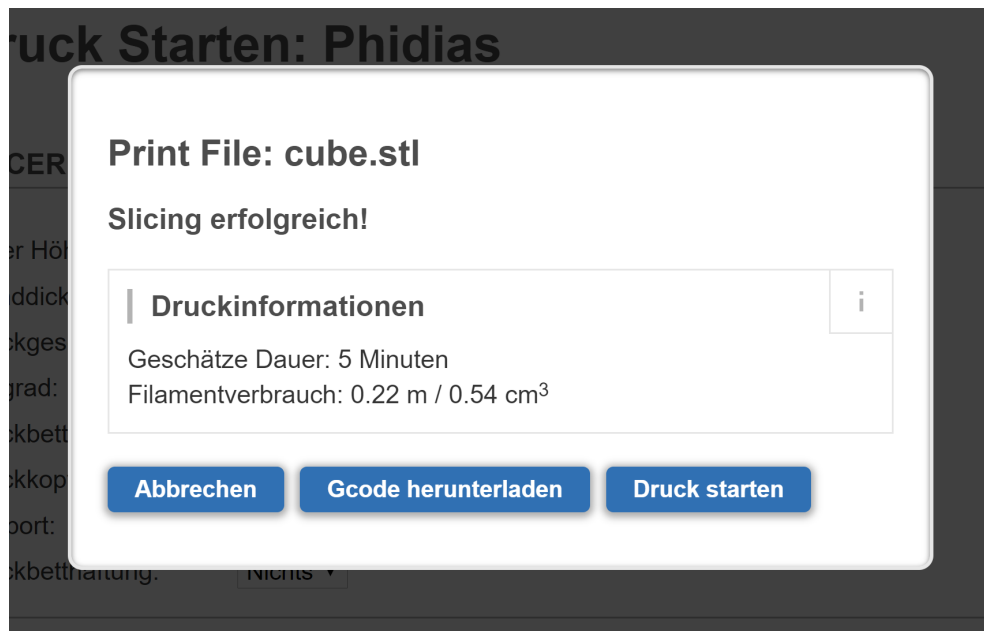 ruck Starten: Phidias
Print File: cube.stl
CER
Slicing erfolgreich!
er Höh
ddick
Druckinformationen
i
ckges
Geschätze Dauer: 5 Minuten
grad:
Filamentverbrauch: 0.22 m / 0.54 cm³
ckbett
ckkop
Abbrechen Gcode herunterladen Druck starten
port:
ckbetthaftung: Nichts